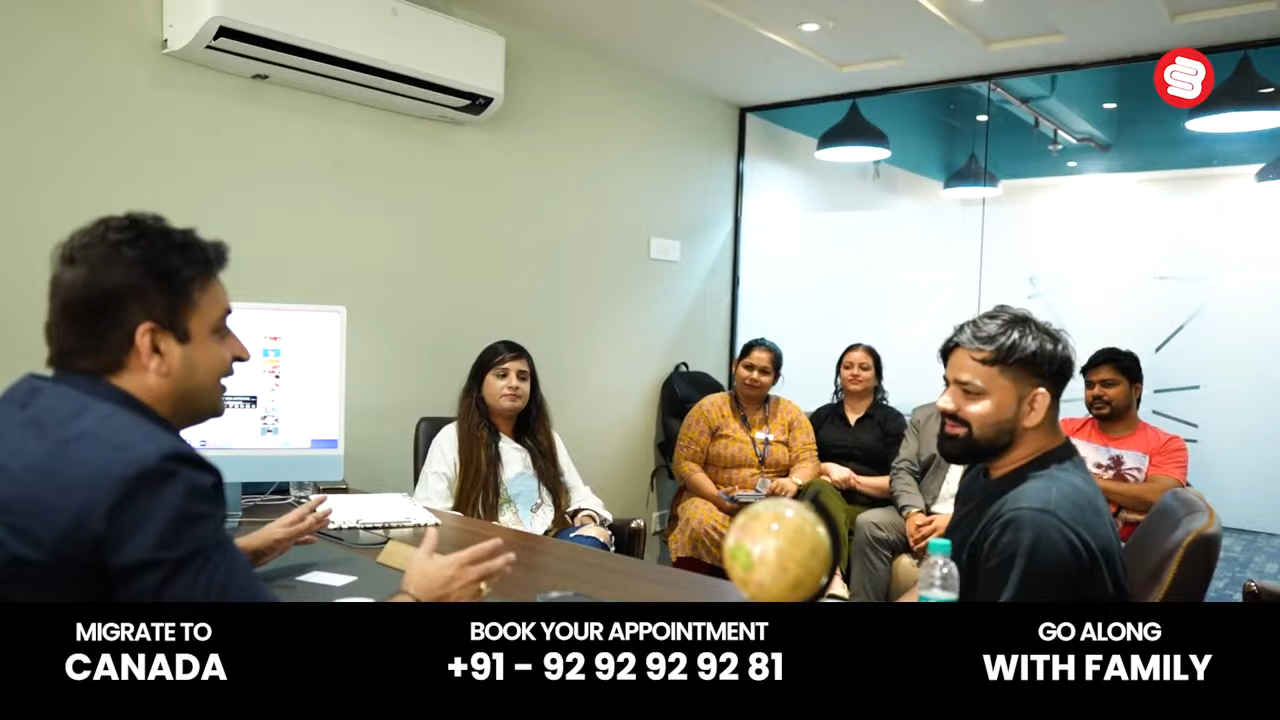 MIGRATE TO
CANADA
BOOK YOUR APPOINTMENT
+91 - 92 92 92 92 81
GO ALONG
WITH FAMILY